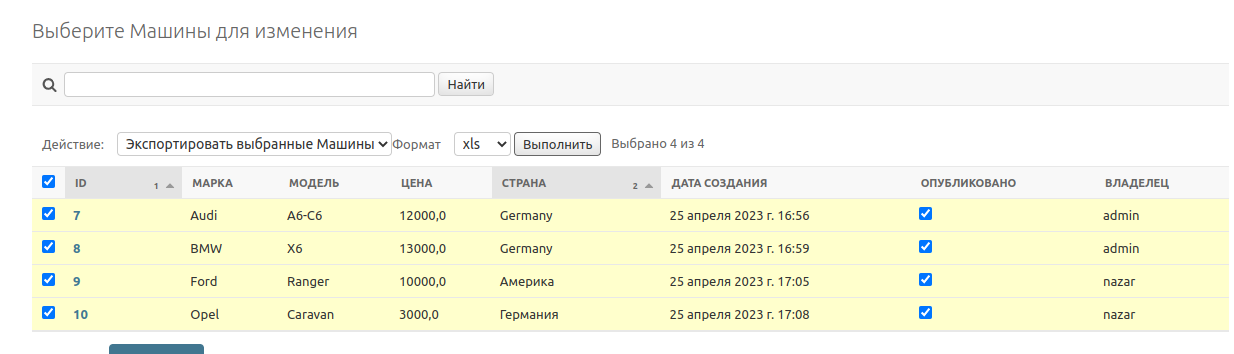 Выберите Машины для изменения
Найти
Действие: Экспортировать выбранные Машины Формат xls Выполнить Выбрано 4 из 4
ID 1 МАРКА МОДЕЛЬ ЦЕНА СТРАНА 2 ДАТА СОЗДАНИЯ ОПУБЛИКОВАНО ВЛАДЕЛЕЦ
7 Audi A6-C6 12000,0 Germany 25 апреля 2023 г. 16:56 admin
8 BMW X6 13000,0 Germany 25 апреля 2023 г. 16:59 admin
9 Ford Ranger 10000,0 Америка 25 апреля 2023 г. 17:05 nazar
10 Opel Caravan 3000,0 Германия 25 апреля 2023 г. 17:08 nazar